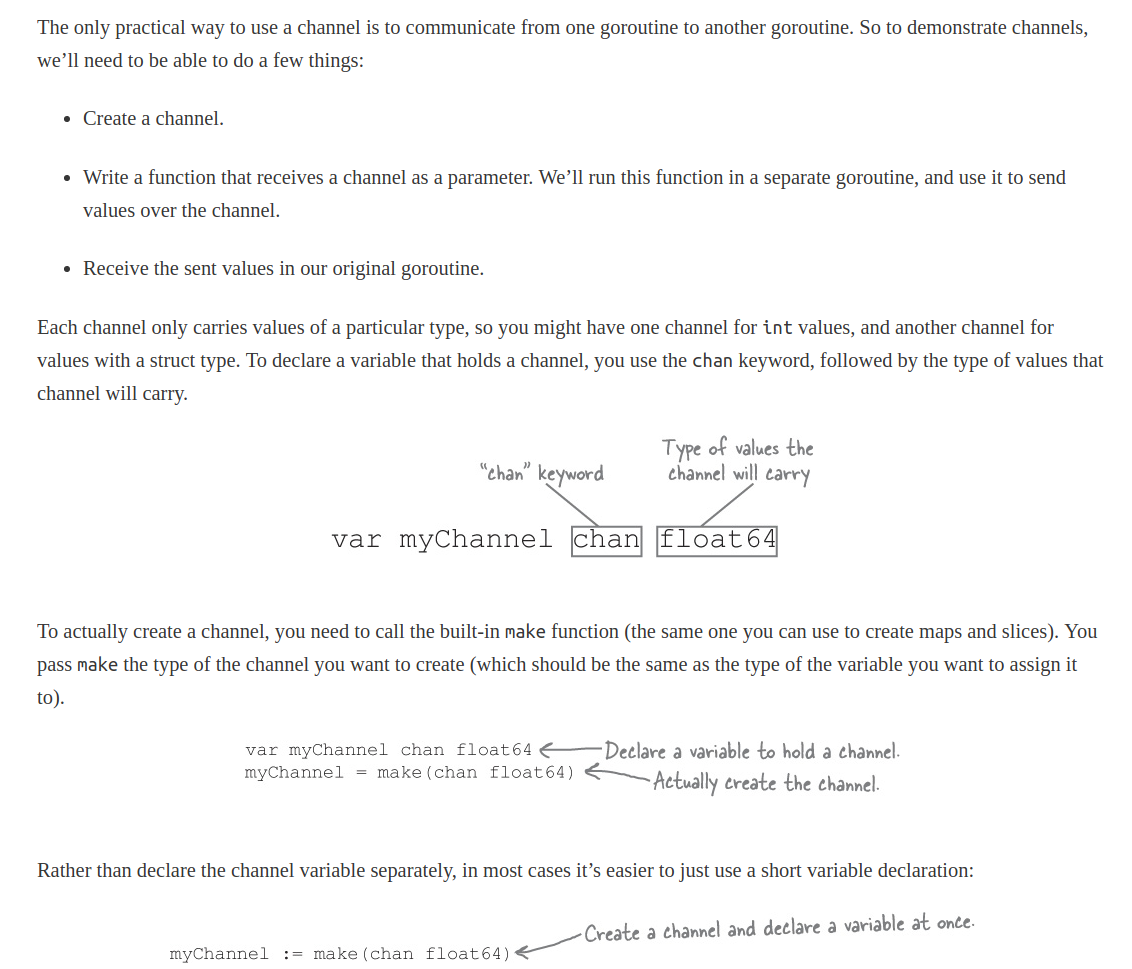 The only practical way to use a channel is to communicate from one goroutine to another goroutine. So to demonstrate channels,
we’ll need to be able to do a few things:
• Create a channel.
• Write a function that receives a channel as a parameter. We’ll run this function in a separate goroutine, and use it to send
values over the channel.
• Receive the sent values in our original goroutine.
Each channel only carries values of a particular type, so you might have one channel for int values, and another channel for
values with a struct type. To declare a variable that holds a channel, you use the chan keyword, followed by the type of values that
channel will carry.
“chan” keyword
Type of values the
channel will carry
var myChannel chan float64
To actually create a channel, you need to call the built-in make function (the same one you can use to create maps and slices). You
pass make the type of the channel you want to create (which should be the same as the type of the variable you want to assign it
to).
var myChannel chan float64 Declare a variable to hold a channel.
myChannel = make(chan float64) Actually create the channel.
Rather than declare the channel variable separately, in most cases it’s easier to just use a short variable declaration:
myChannel := make(chan float64) Create a channel and declare a variable at once.